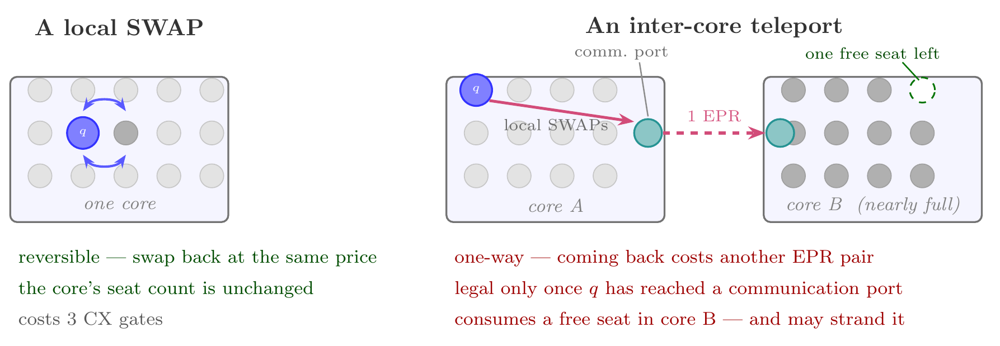 A local SWAP
q
one core
reversible — swap back at the same price
the core's seat count is unchanged
costs 3 CX gates
An inter-core teleport
comm. port
one free seat left
q
local SWAPs
1 EPR
core A
core B (nearly full)
one-way — coming back costs another EPR pair
legal only once q has reached a communication port
consumes a free seat in core B — and may strand it